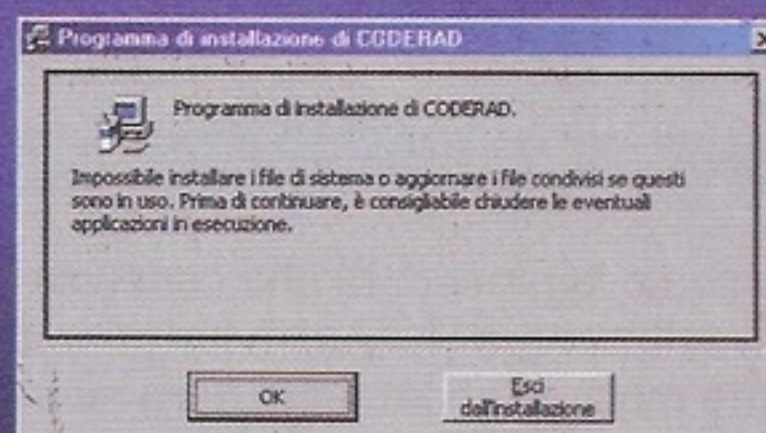 Programma di installazione di CODERAD
Programma di installazione di CODERAD.
Impossibile installare i file di sistema o aggiornare i file condivisi se questi
sono in uso. Prima di continuare, è consigliabile chiudere le eventuali
applicazioni in esecuzione.
OK
Esci
dall'installazione